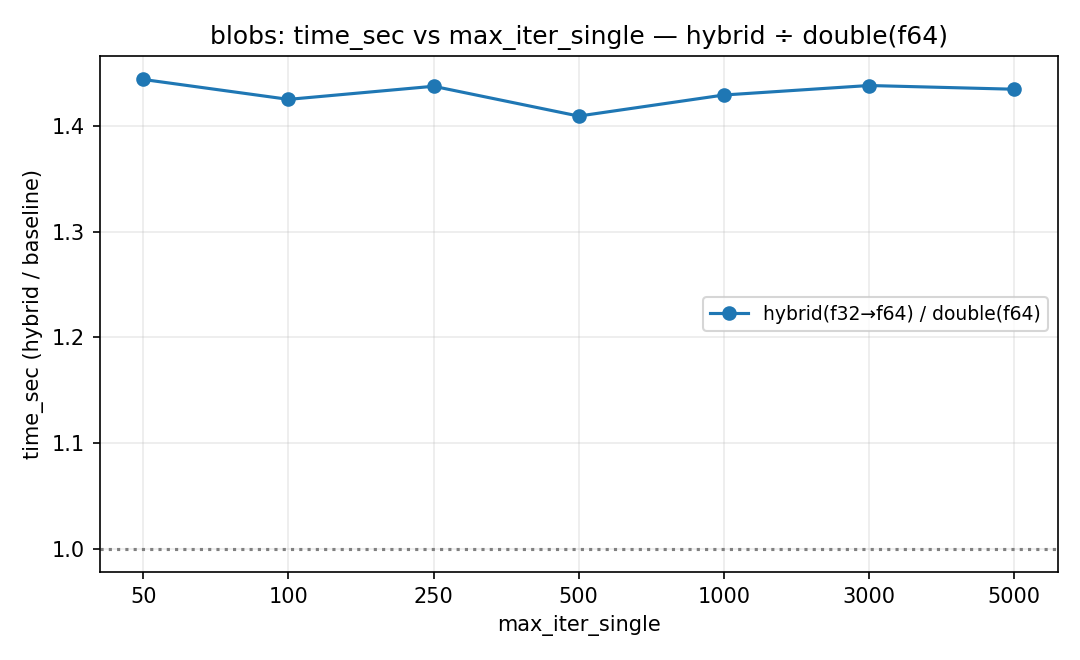 blobs: time_sec vs max_iter_single — hybrid ÷ double(f64)
time_sec (hybrid / baseline)
1.4
1.3
1.2
1.1
1.0
hybrid(f32→f64) / double(f64)
50 100 250 500 1000 3000 5000
max_iter_single